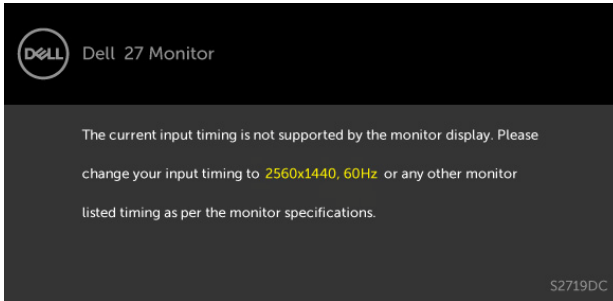 DELL
Dell 27 Monitor
The current input timing is not supported by the monitor display. Please
change your input timing to 2560x1440, 60Hz or any other monitor
listed timing as per the monitor specifications.
S2719DC